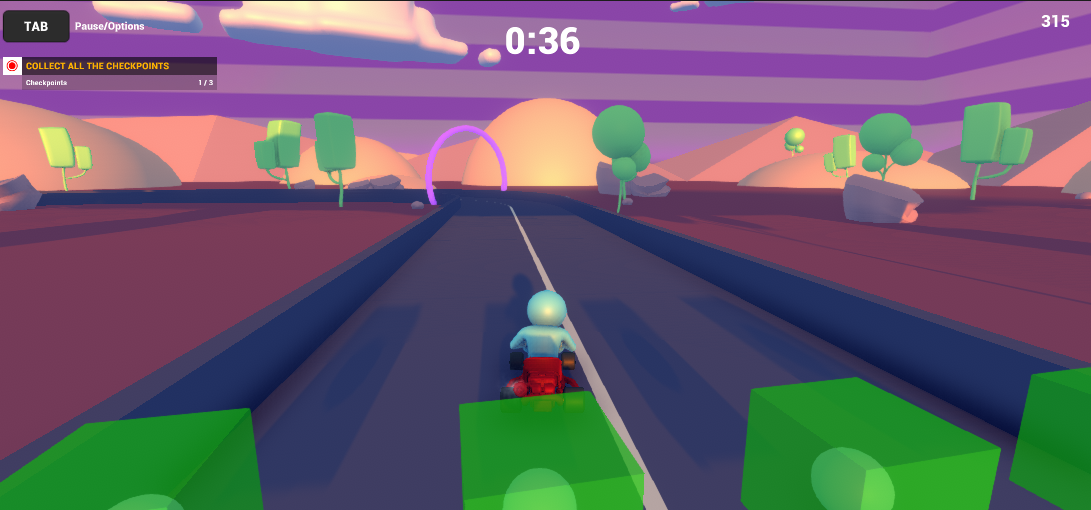 TAB
Pause/Options
0:36
315
COLLECT ALL THE CHECKPOINTS
Checkpoints
1 / 3